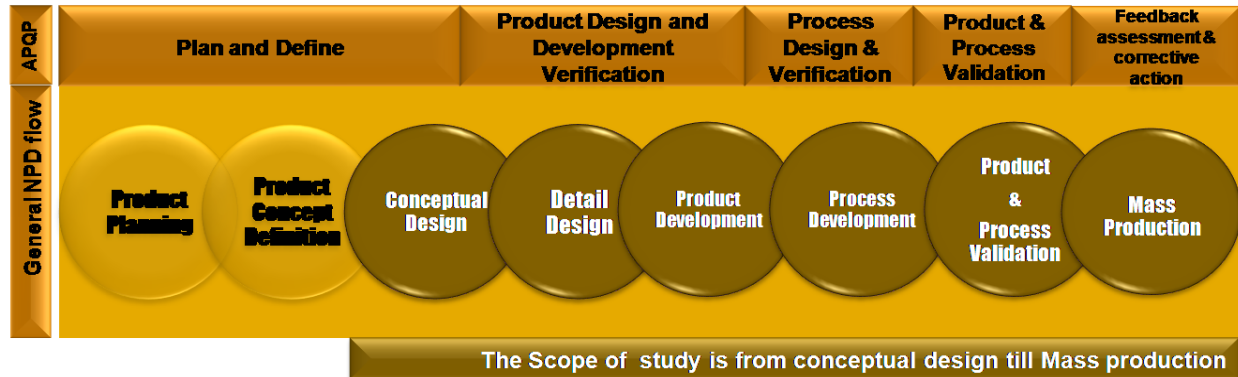 APQP
Plan and Define
Product Design and
Development
Verification
Process
Design &
Verification
Product &
Process
Validation
Feedback
assessment &
corrective
action
General NPD flow
Product
Planning
Product
Concept
Definition
Conceptual
Design
Detail
Design
Product
Development
Process
Development
Product
&
Process
Validation
Mass
Production
The Scope of study is from conceptual design till Mass production